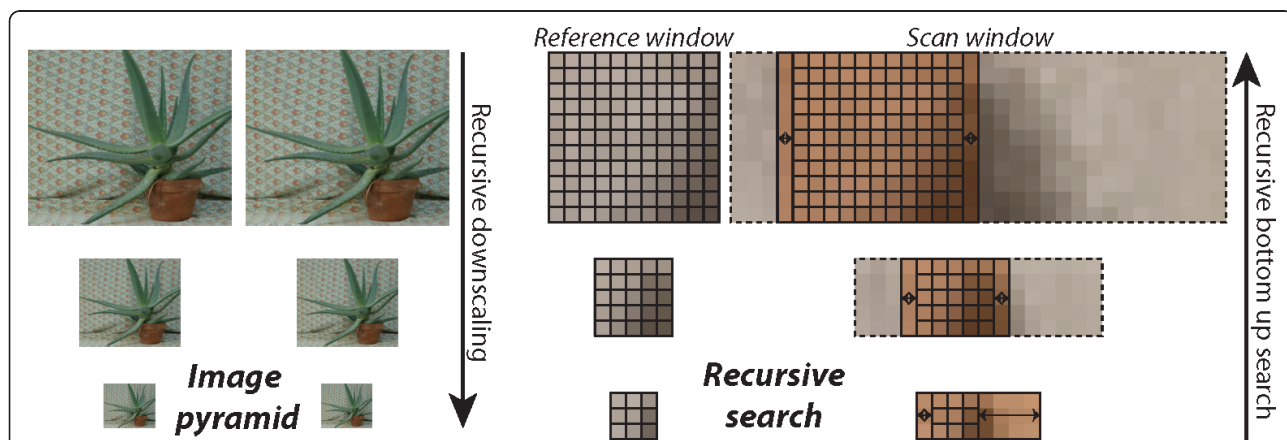 Reference window
Scan window
Recursive downscaling
Recursive bottom up search
Image
pyramid
Recursive
search